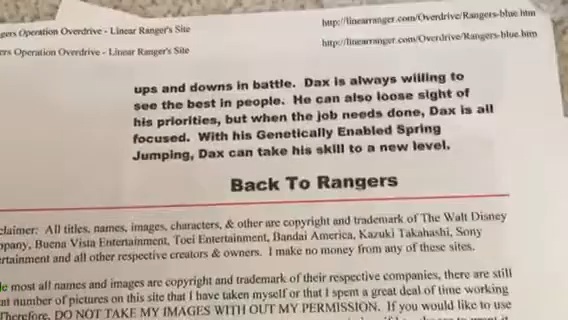 gers Operation Overdrive - Linear Ranger's Site
http://linearranger.com/Overdrive/Rangers-blue.htm
ers Operation Overdrive - Linear Ranger's Site
http://linearranger.com/Overdrive/Rangers-blue.htm
ups and downs in battle. Dax is always willing to
see the best in people. He can also loose sight of
his priorities, but when the job needs done, Dax is all
focused. With his Genetically Enabled Spring
Jumping, Dax can take his skill to a new level.
Back To Rangers
claimer: All titles, names, images, characters, & other are copyright and trademark of The Walt Disney
mpany, Buena Vista Entertainment, Toei Entertainment, Bandai America, Kazuki Takahashi, Sony
ertainment and all other respective creators & owners. I make no money from any of these sites.
le most all names and images are copyright and trademark of their respective companies, there are still
at number of pictures on this site that I have taken myself or that I spent a great deal of time working
Therefore, DO NOT TAKE MY IMAGES WITH OUT MY PERMISSION. If you would like to use